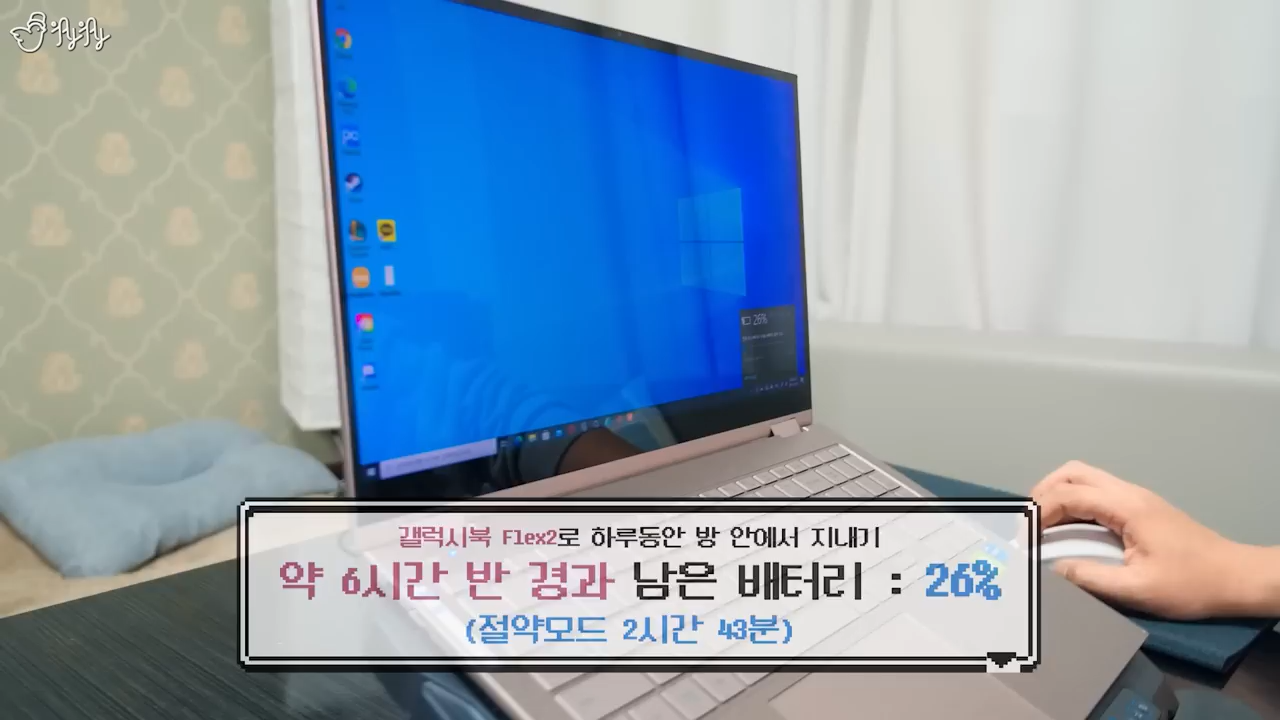 26%
갤럭시북 Flex2로 하루동안 방 안에서 지내기
약 6시간 반 경과 남은 배터리 : 26%
(절약모드 2시간 43분)